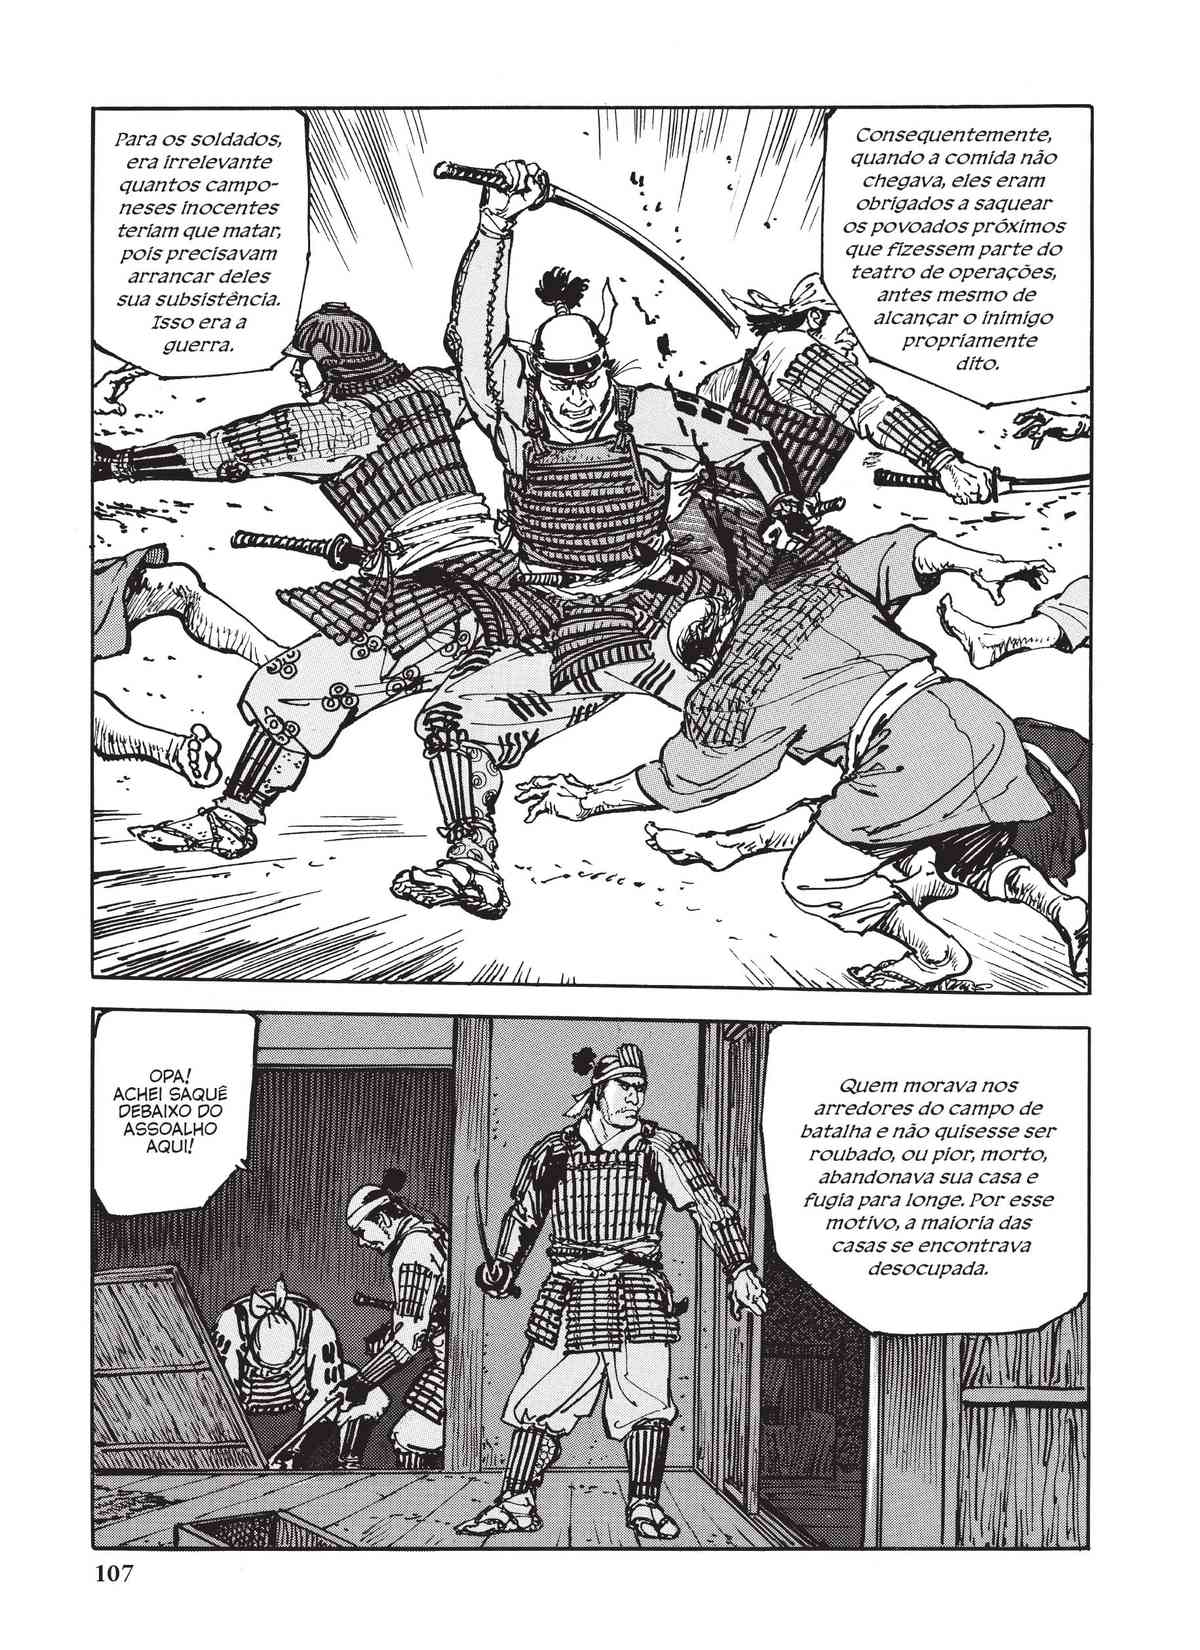 Consequentemente,
quando a comida não
chegava, eles eram
obrigados a saquear
os povoados próximos
que fizessem parte do
teatro de operações,
antes mesmo de
alcançar o inimigo
propriamente
dito.
Para os soldados,
era irrelevante
quantos campo-
neses inocentes
teriam que matar,
pois precisavam
arrancar deles
sua subsistência.
Isso era a
guerra.
Quem morava nos
arredores do campo de
batalha e não quisesse ser
roubado, ou pior, morto,
abandonava sua casa e
fugia para longe. Por esse
motivo, a maioria das
casas se encontrava
desocupada.
OPA!
ACHEI SAQUÊ
DEBAIXO DO
ASSOALHO
AQUI!
107